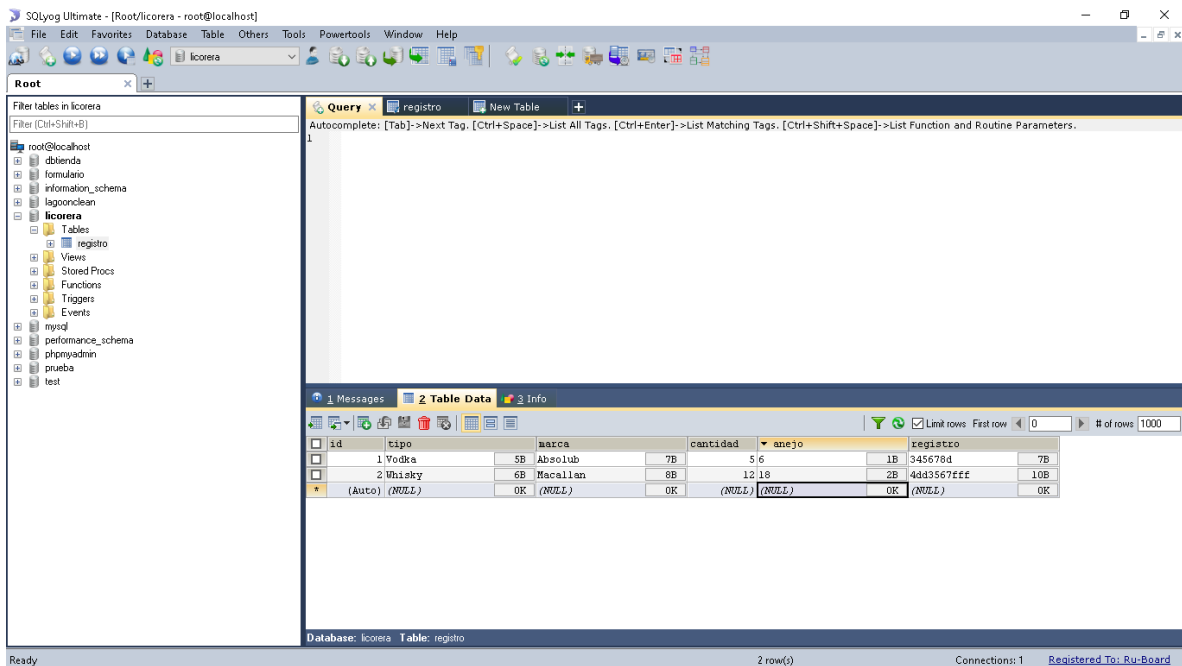 SQLyog Ultimate - [Root/licorera - root@localhost]
File Edit Favorites Database Table Others Tools Powertools Window Help
licorera
Root
Filter tables in licorera
Filter (Ctrl+Shift+B)
root@localhost
dbtienda
formulario
information_schema
lagoonclean
licorera
Tables
registro
Views
Stored Procs
Functions
Triggers
Events
mysql
performance_schema
phpmyadmin
prueba
test
Query registro New Table
Autocomplete: [Tab]->Next Tag. [Ctrl+Space]->List All Tags. [Ctrl+Enter]->List Matching Tags. [Ctrl+Shift+Space]->List Function and Routine Parameters.
1
1 Messages 2 Table Data 3 Info
Limit rows First row 0 # of rows 1000
id tipo marca cantidad anejo registro
1 Vodka 5B Absolub 7B 5 6 1B 345678d 7B
2 Whisky 6B Macallan 8B 12 18 2B 4dd3567fff 10B
* (Auto) (NULL) 0K (NULL) 0K (NULL) (NULL) 0K (NULL) 0K
Database: licorera Table: registro
Ready 2 row(s) Connections: 1 Registered To: Ru-Board